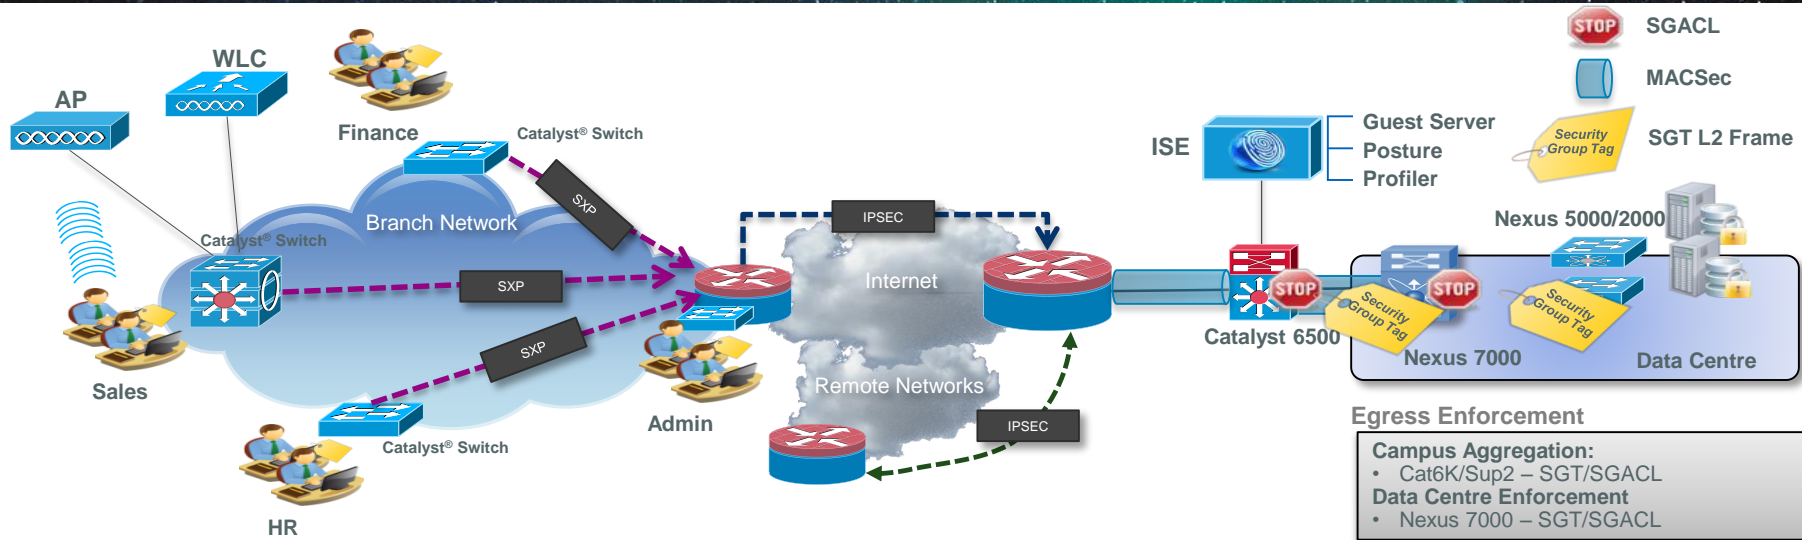 STOP
SGACL
MACSec
Security
Group Tag
SGT L2 Frame
WLC
AP
Finance
Catalyst® Switch
SXP
Branch Network
Catalyst® Switch
SXP
Sales
SXP
Catalyst® Switch
HR
Admin
IPSEC
Internet
Remote Networks
IPSEC
ISE
Guest Server
Posture
Profiler
STOP
Catalyst 6500
Security
Group Tag
STOP
Nexus 7000
Nexus 5000/2000
Security
Group Tag
Data Centre
Egress Enforcement
Campus Aggregation:
• Cat6K/Sup2 – SGT/SGACL
Data Centre Enforcement
• Nexus 7000 – SGT/SGACL